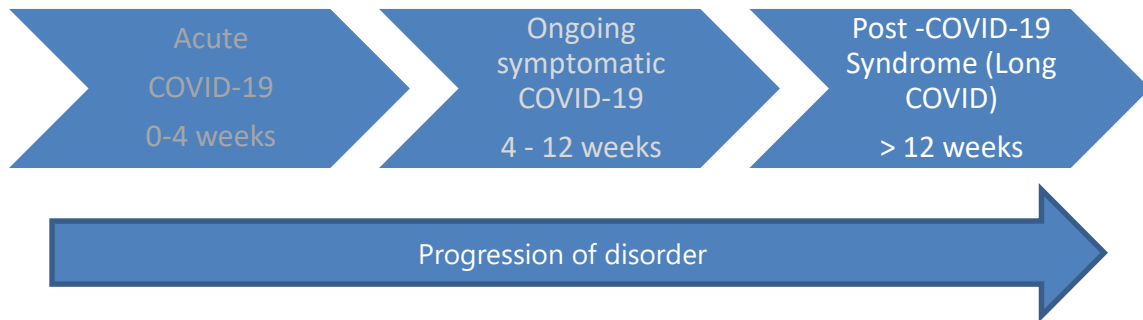 Acute
COVID-19
0-4 weeks
Ongoing
symptomatic
COVID-19
4 - 12 weeks
Post -COVID-19
Syndrome (Long
COVID)
> 12 weeks
Progression of disorder